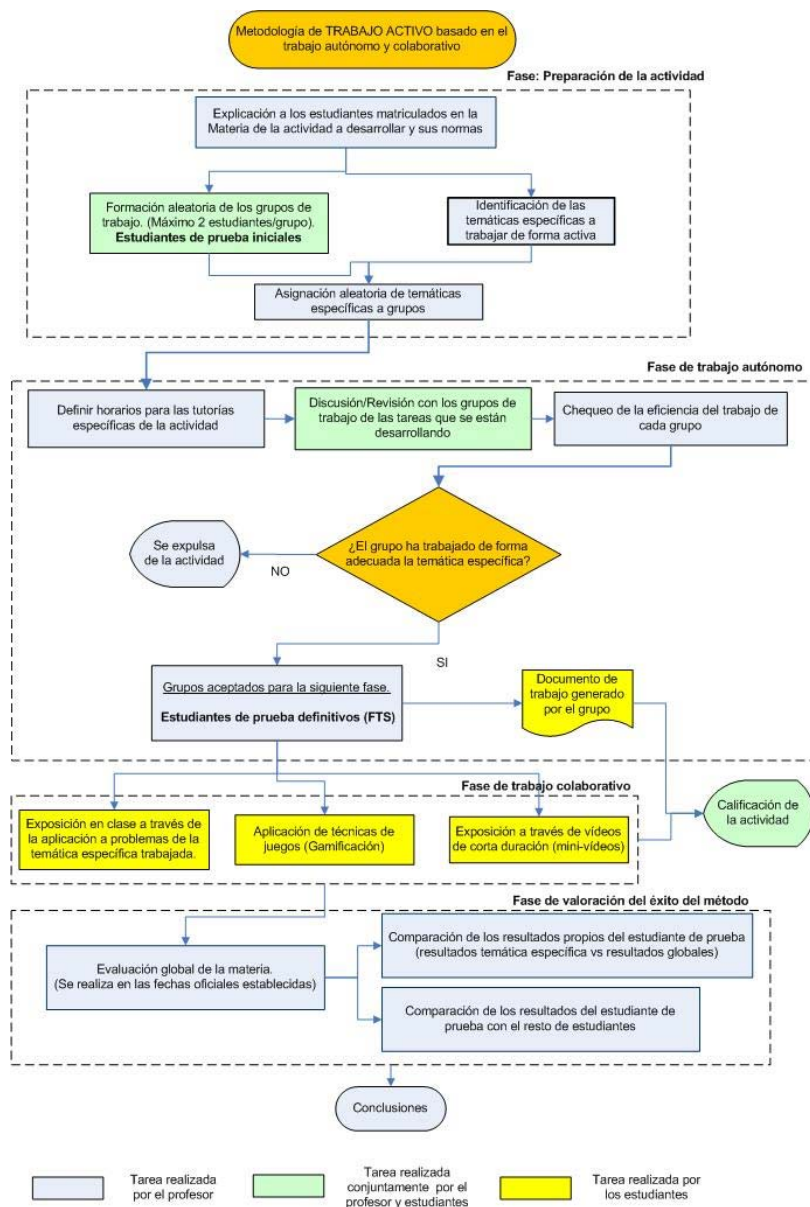 Metodología de TRABAJO ACTIVO basado en el
trabajo autónomo y colaborativo
Fase: Preparación de la actividad
Explicación a los estudiantes matriculados en la
Materia de la actividad a desarrollar y sus normas
Formación aleatoria de los grupos de
trabajo. (Máximo 2 estudiantes/grupo).
Estudiantes de prueba iniciales
Identificación de las
temáticas específicas a
trabajar de forma activa
Asignación aleatoria de temáticas
específicas a grupos
Fase de trabajo autónomo
Definir horarios para las tutorías
específicas de la actividad
Discusión/Revisión con los grupos de
trabajo de las tareas que se están
desarrollando
Chequeo de la eficiencia del trabajo de
cada grupo
¿El grupo ha trabajado de forma
adecuada la temática específica?
Se expulsa
de la actividad
NO
SI
Grupos aceptados para la siguiente fase.
Estudiantes de prueba definitivos (FTS)
Documento de
trabajo generado
por el grupo
Fase de trabajo colaborativo
Exposición en clase a través de
la aplicación a problemas de la
temática específica trabajada.
Aplicación de técnicas de
juegos (Gamificación)
Exposición a través de vídeos
de corta duración (mini-vídeos)
Calificación de
la actividad
Fase de valoración del éxito del método
Evaluación global de la materia.
(Se realiza en las fechas oficiales establecidas)
Comparación de los resultados propios del estudiante de prueba
(resultados temática específica vs resultados globales)
Comparación de los resultados del estudiante de
prueba con el resto de estudiantes
Conclusiones
Tarea realizada
por el profesor
Tarea realizada
conjuntamente por el
profesor y estudiantes
Tarea realizada por
los estudiantes